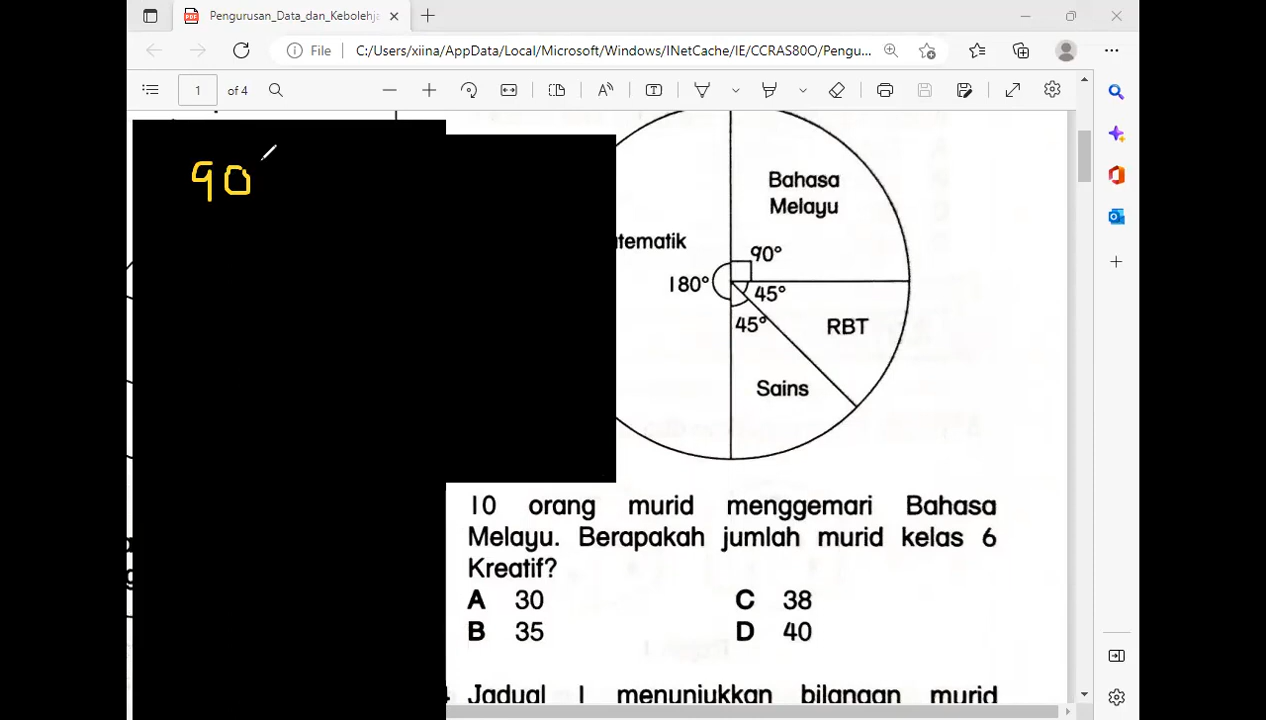 Pengurusan_Data_dan_Kebolehj
File
C:/Users/xiina/AppData/Local/Microsoft/Windows/INetCache/IE/CCRAS80O/Pengu...
1 of 4
90
Bahasa
Melayu
tematik
90°
180°
45°
45°
RBT
Sains
10 orang murid menggemari Bahasa
Melayu. Berapakah jumlah murid kelas 6
Kreatif?
A 30 C 38
B 35 D 40
Jadual 1 menunjukkan bilangan murid